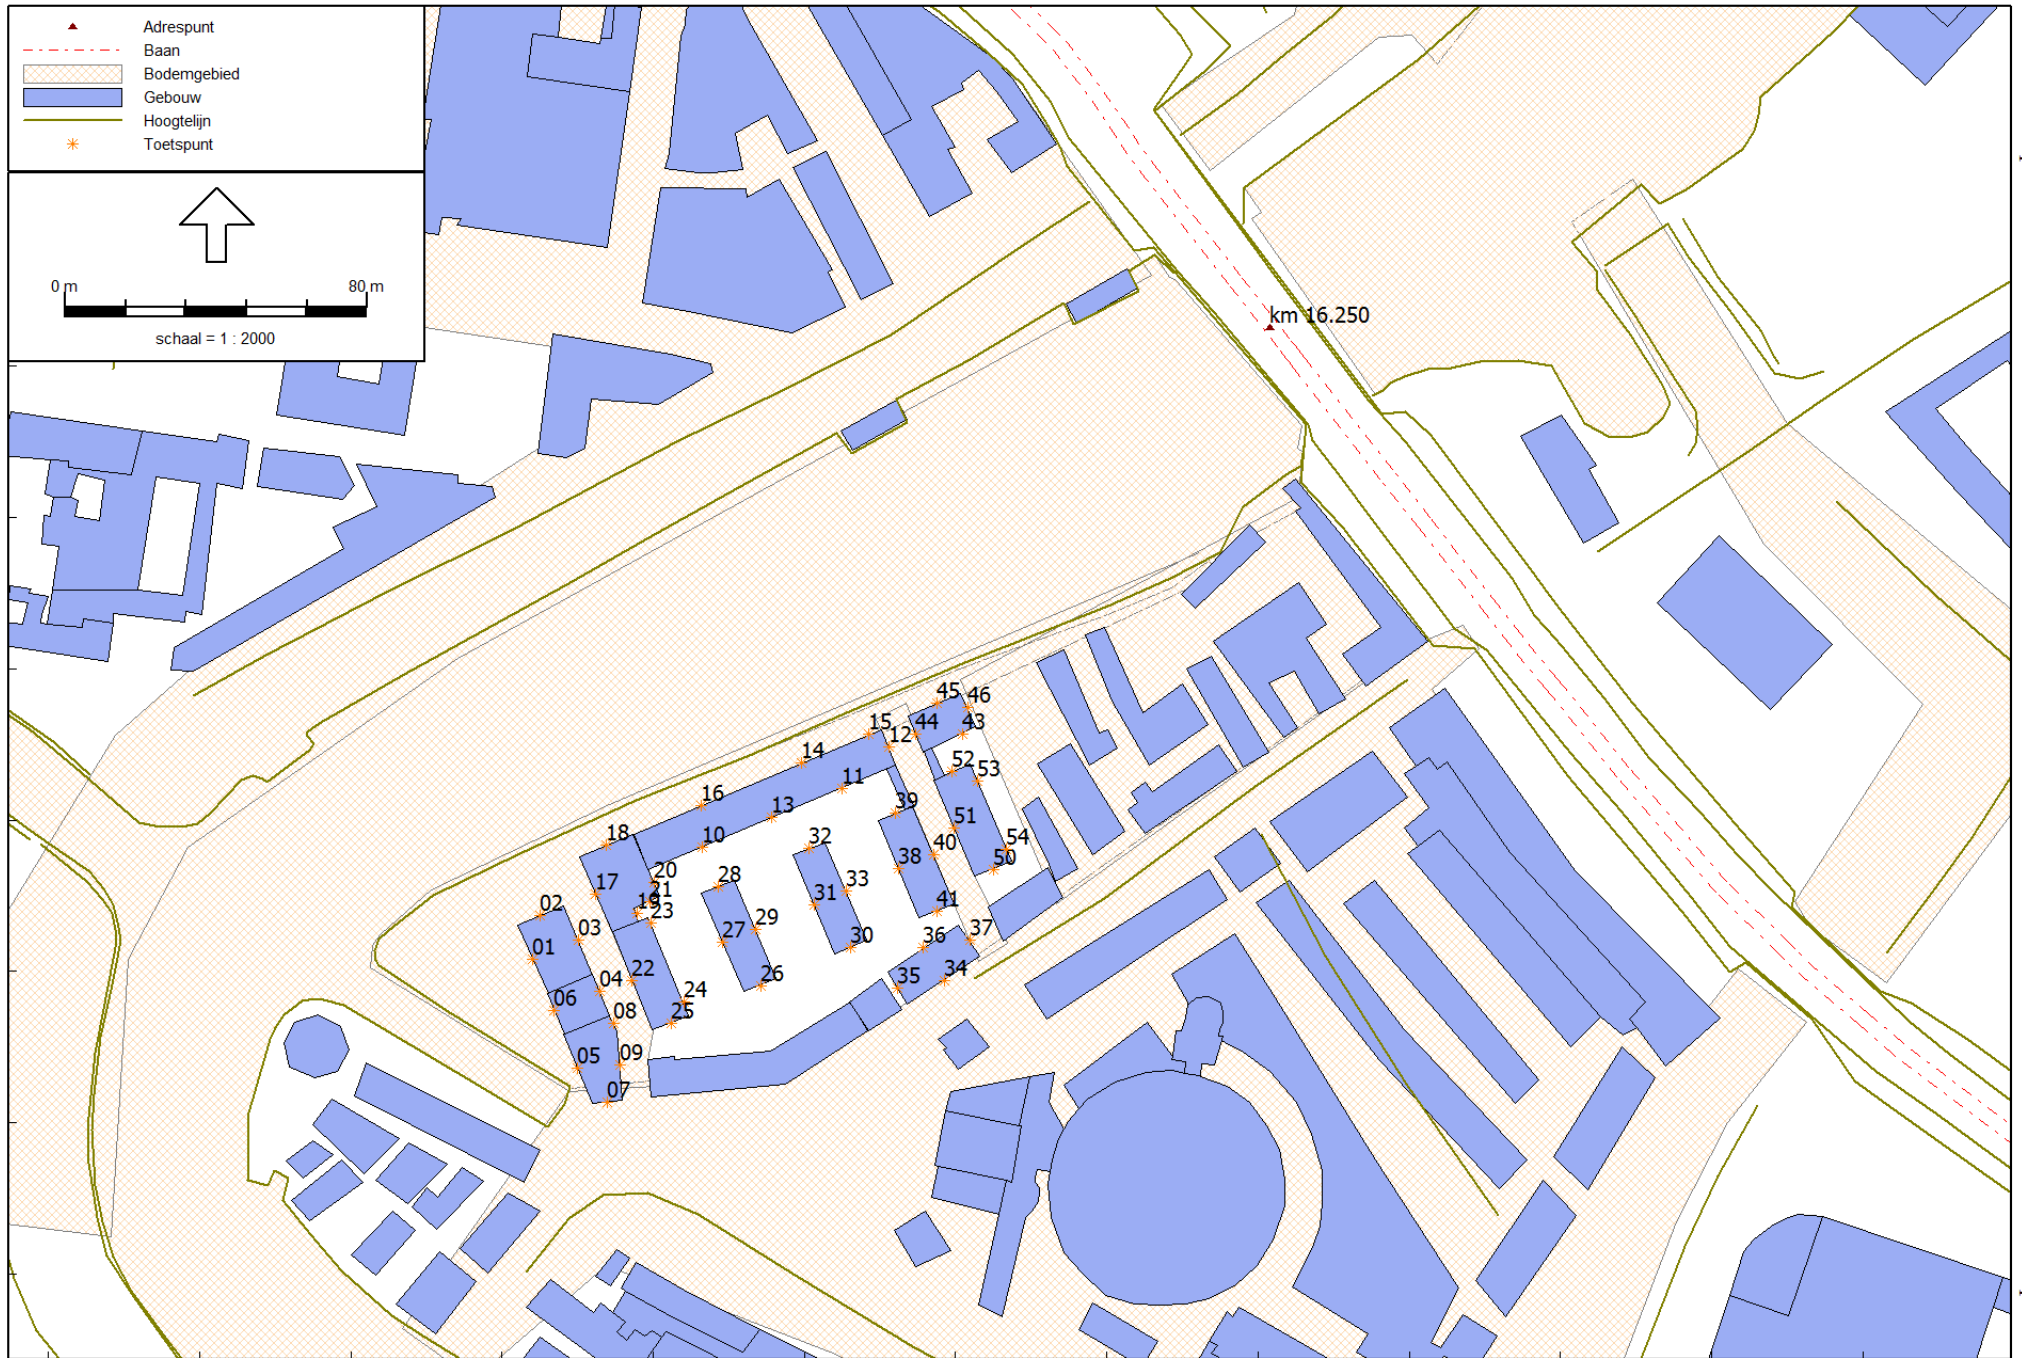 Adrespunt
Baan
Bodemgebied
Gebouw
Hoogtelijn
Toetspunt
0 m 80 m
schaal = 1 : 2000
km 16.250
45 46
15 44 43
12
14 52 53
11
16 39
13 51
18 10 32 40 54
38 50
20
17 21 28 33
19 31 41
02 23
03 27 29 30 36 37
01
22 26 35 34
04
06 24
08 25
05 09
07